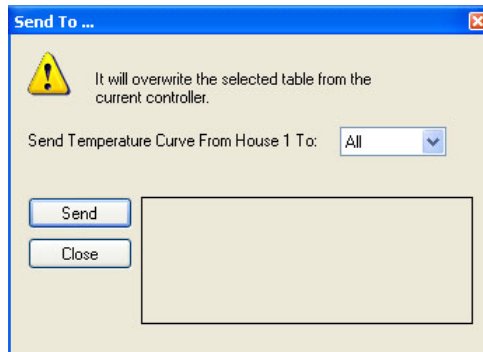 Send To ...
It will overwrite the selected table from the
current controller.
Send Temperature Curve From House 1 To: All
Send
Close